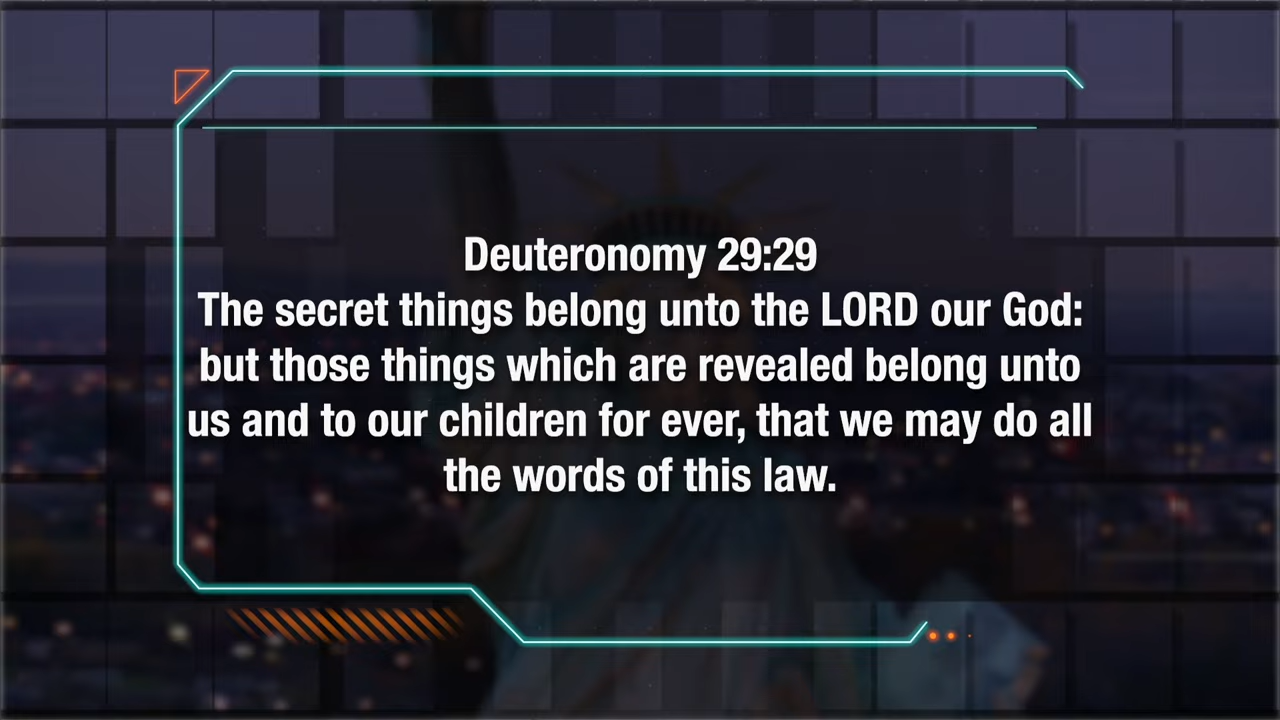 Deuteronomy 29:29
The secret things belong unto the LORD our God:
but those things which are revealed belong unto
us and to our children for ever, that we may do all
the words of this law.